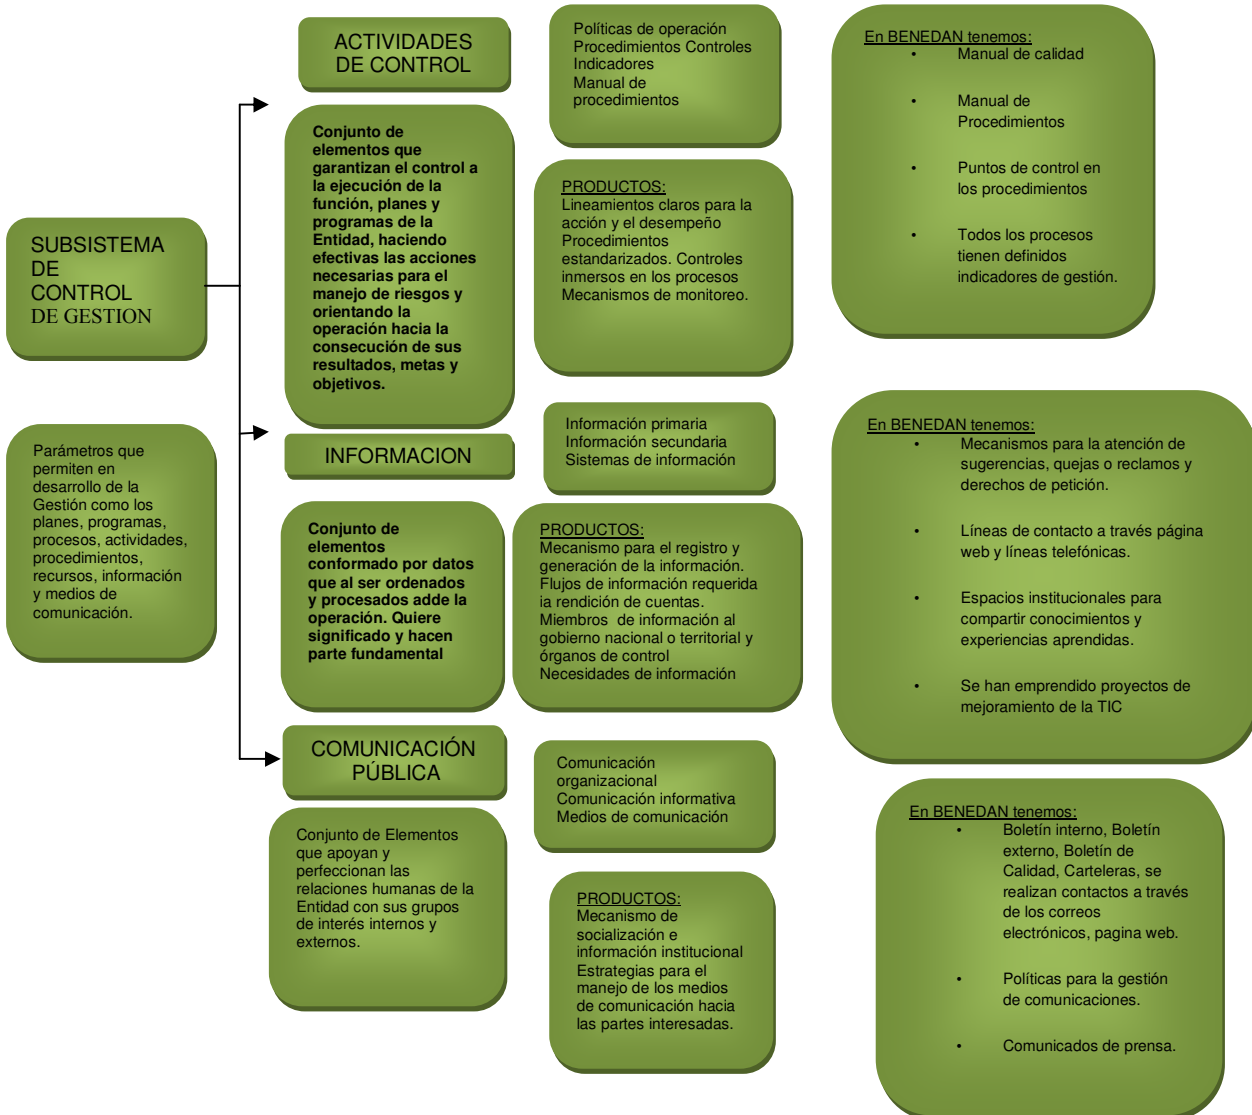 SUBSISTEMA
DE
CONTROL
DE GESTION
Parámetros que
permiten en
desarrollo de la
Gestión como los
planes, programas,
procesos, actividades,
procedimientos,
recursos, información
y medios de
comunicación.
ACTIVIDADES
DE CONTROL
Conjunto de
elementos que
garantizan el control a
la ejecución de la
función, planes y
programas de la
Entidad, haciendo
efectivas las acciones
necesarias para el
manejo de riesgos y
orientando la
operación hacia la
consecución de sus
resultados, metas y
objetivos.
Políticas de operación
Procedimientos Controles
Indicadores
Manual de
procedimientos
PRODUCTOS:
Lineamientos claros para la
acción y el desempeño
Procedimientos
estandarizados. Controles
inmersos en los procesos
Mecanismos de monitoreo.
En BENEDAN tenemos:
• Manual de calidad
• Manual de
Procedimientos
• Puntos de control en
los procedimientos
• Todos los procesos
tienen definidos
indicadores de gestión.
INFORMACION
Conjunto de
elementos
conformado por datos
que al ser ordenados
y procesados adde la
operación. Quiere
significado y hacen
parte fundamental
Información primaria
Información secundaria
Sistemas de información
PRODUCTOS:
Mecanismo para el registro y
generación de la información.
Flujos de información requerida
ia rendición de cuentas.
Miembros de información al
gobierno nacional o territorial y
órganos de control
Necesidades de información
En BENEDAN tenemos:
• Mecanismos para la atención de
sugerencias, quejas o reclamos y
derechos de petición.
• Líneas de contacto a través página
web y líneas telefónicas.
• Espacios institucionales para
compartir conocimientos y
experiencias aprendidas.
• Se han emprendido proyectos de
mejoramiento de la TIC
COMUNICACIÓN
PÚBLICA
Conjunto de Elementos
que apoyan y
perfeccionan las
relaciones humanas de la
Entidad con sus grupos
de interés internos y
externos.
Comunicación
organizacional
Comunicación informativa
Medios de comunicación
PRODUCTOS:
Mecanismo de
socialización e
información institucional
Estrategias para el
manejo de los medios
de comunicación hacia
las partes interesadas.
En BENEDAN tenemos:
• Boletín interno, Boletín
externo, Boletín de
Calidad, Carteleras, se
realizan contactos a través
de los correos
electrónicos, pagina web.
• Políticas para la gestión
de comunicaciones.
• Comunicados de prensa.